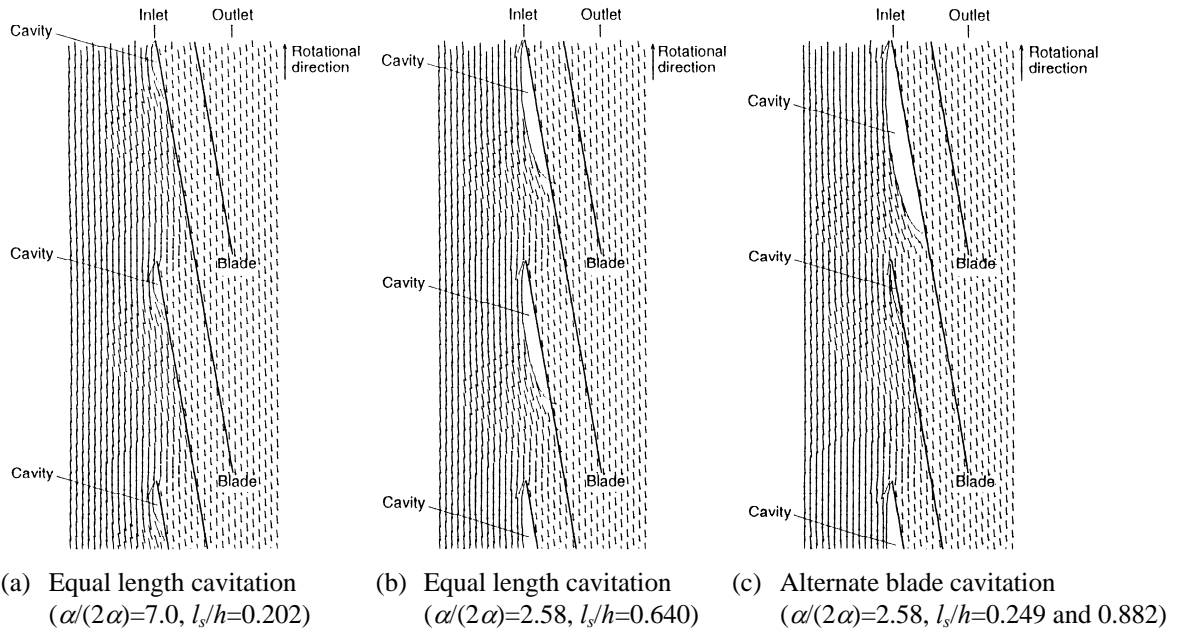 Inlet Outlet
Cavity
Rotational
direction
Cavity
Blade
Cavity
Blade
(a) Equal length cavitation
(α/(2α)=7.0, ls/h=0.202)
Inlet Outlet
Cavity
Rotational
direction
Blade
Cavity
Blade
Cavity
(b) Equal length cavitation
(α/(2α)=2.58, ls/h=0.640)
Inlet Outlet
Rotational
direction
Cavity
Cavity
Blade
Blade
Cavity
(c) Alternate blade cavitation
(α/(2α)=2.58, ls/h=0.249 and 0.882)